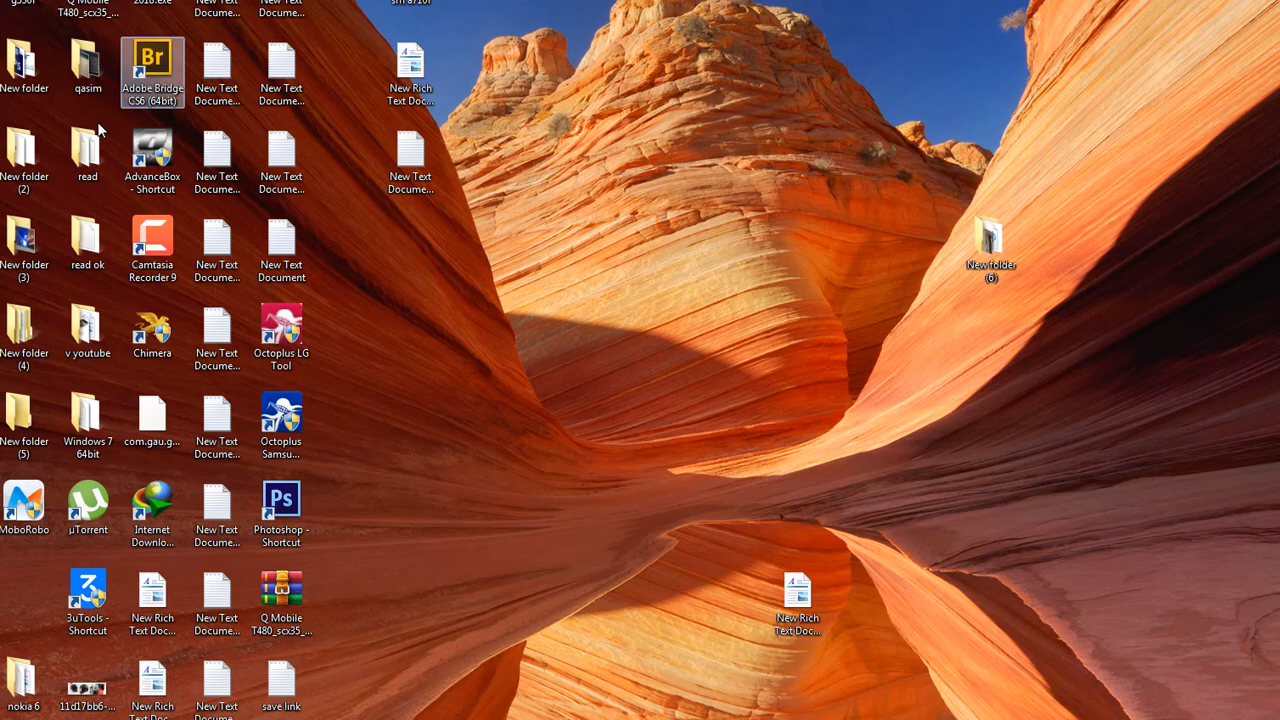 g530f
Q Mobile
T480_scx35_...
2018.exe
New Text
Docume...
New Text
Docume...
sm a710f
New folder
qasim
Br
Adobe Bridge
CS6 (64bit)
New Text
Docume...
New Text
Docume...
New Rich
Text Doc...
New folder
(2)
read
AdvanceBox
- Shortcut
New Text
Docume...
New Text
Docume...
New Text
Docume...
New folder
(3)
read ok
Camtasia
Recorder 9
New Text
Docume...
New Text
Document
New folder
(6)
New folder
(4)
v youtube
Chimera
New Text
Docume...
Octoplus LG
Tool
New folder
(5)
Windows 7
64bit
com.gau.g...
New Text
Docume...
Octoplus
Samsu...
MoboRobo
µTorrent
Internet
Downlo...
New Text
Docume...
Ps
Photoshop -
Shortcut
3uTools -
Shortcut
New Rich
Text Doc...
New Text
Docume...
Q Mobile
T480_scx35_...
New Rich
Text Doc...
nokia 6
11d17bb6-...
New Rich
Text Doc...
New Text
Docume...
save link